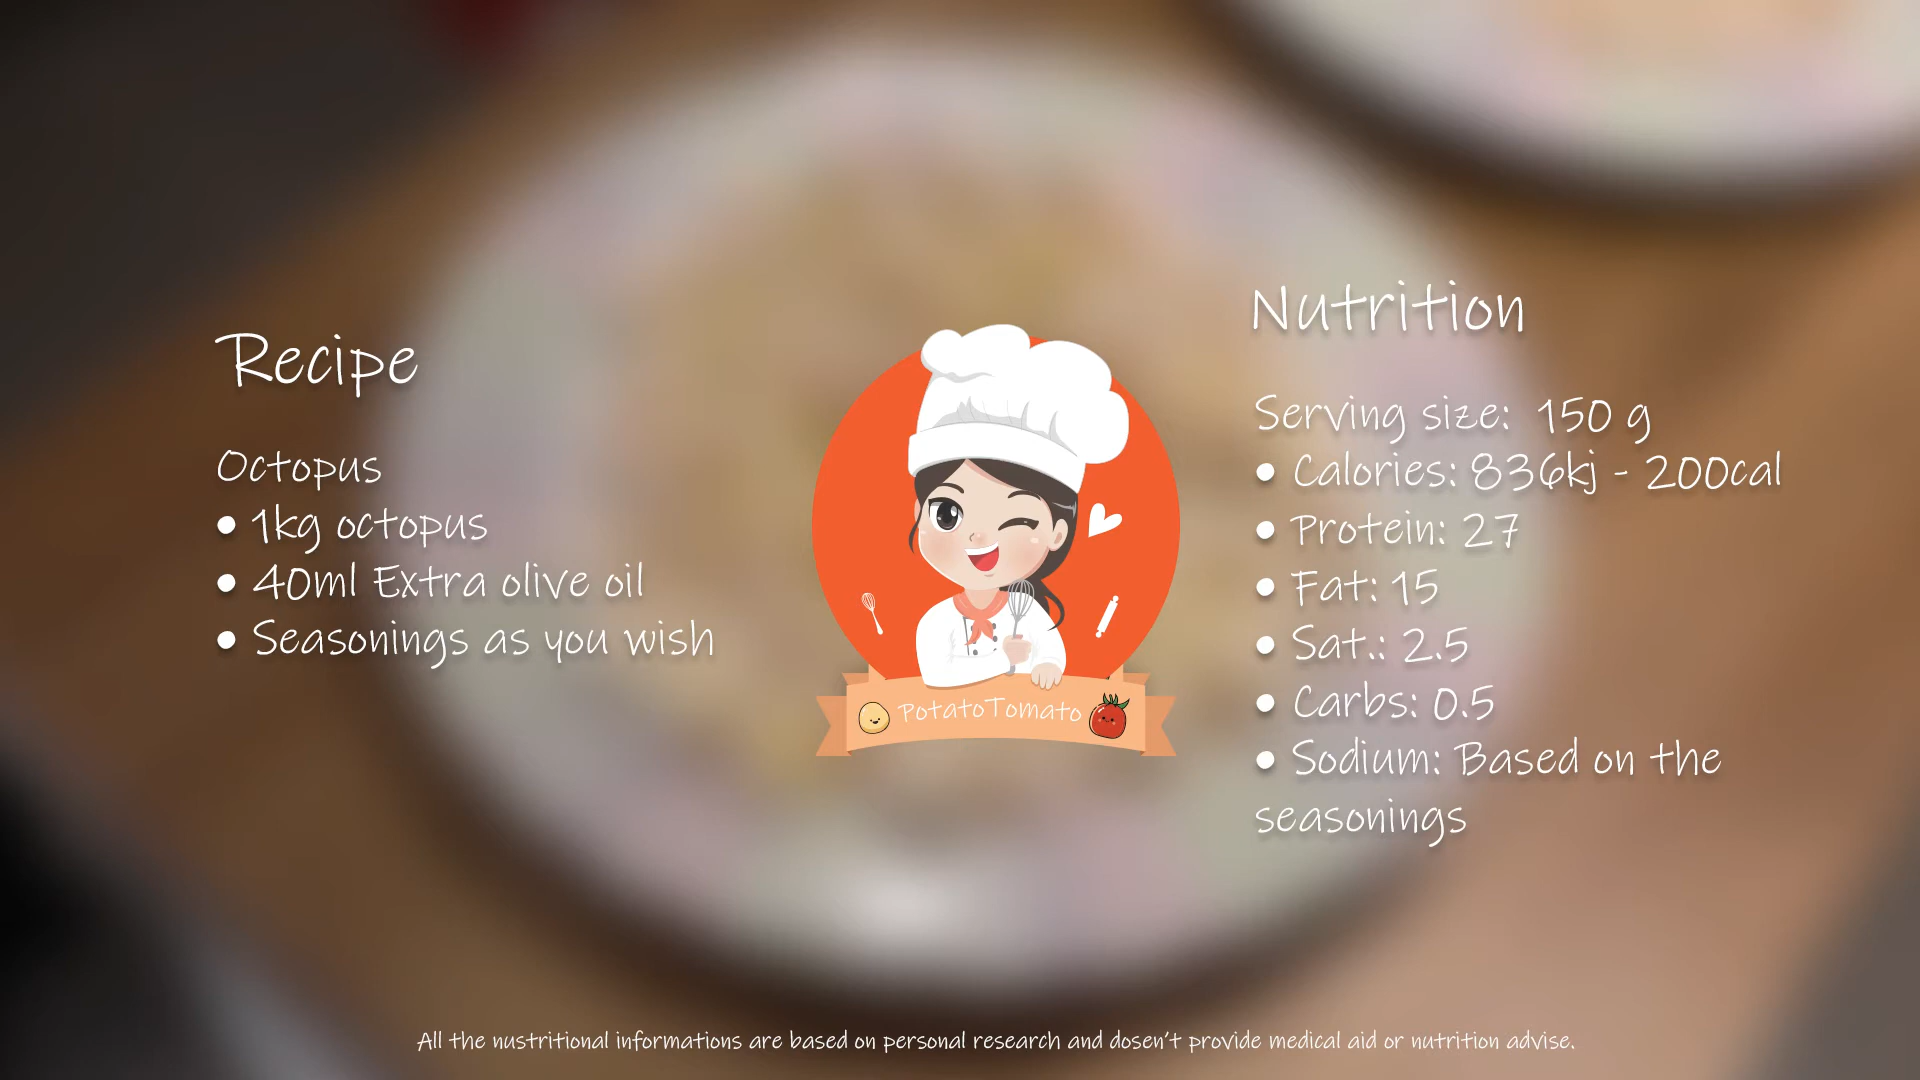 Recipe
Octopus
● 1kg octopus
● 40ml Extra olive oil
● Seasonings as you wish
PotatoTomato
Nutrition
Serving size: 150 g
● Calories: 836kj - 200cal
● Protein: 27
● Fat: 15
● Sat.: 2.5
● Carbs: 0.5
● Sodium: Based on the
seasonings
All the nustritional informations are based on personal research and dosen't provide medical aid or nutrition advise.